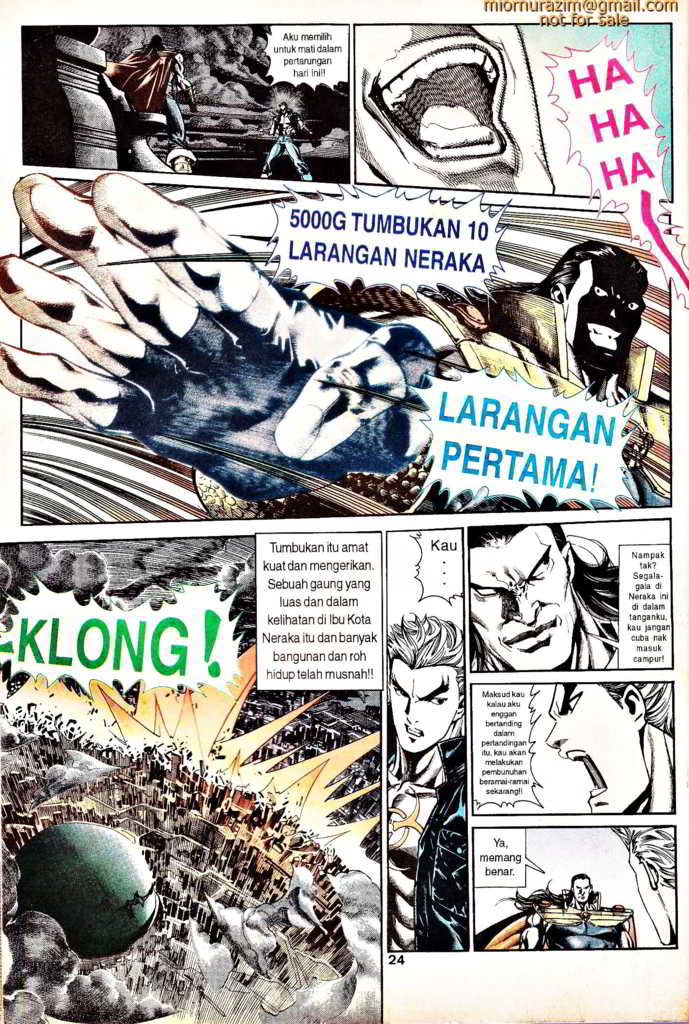 miomurazim@gmail.com
not for sale
Aku memilih
untuk mati dalam
pertarungan
hari ini!!
HA
HA
HA
5000G TUMBUKAN 10
LARANGAN NERAKA
LARANGAN
PERTAMA!
KLONG!
Tumbukan itu amat
kuat dan mengerikan.
Sebuah gaung yang
luas dan dalam
kelihatan di Ibu Kota
Neraka itu dan banyak
bangunan dan roh
hidup telah musnah!!
Kau
...
Nampak
tak?
Segala-
gala di
Neraka ini
di dalam
tanganku,
kau jangan
cuba nak
masuk
campur!
Maksud kau
kalau aku
enggan
bertanding
dalam
pertandingan
itu, kau akan
melakukan
pembunuhan
beramai-ramai
sekarang!!
Ya,
memang
benar.
24